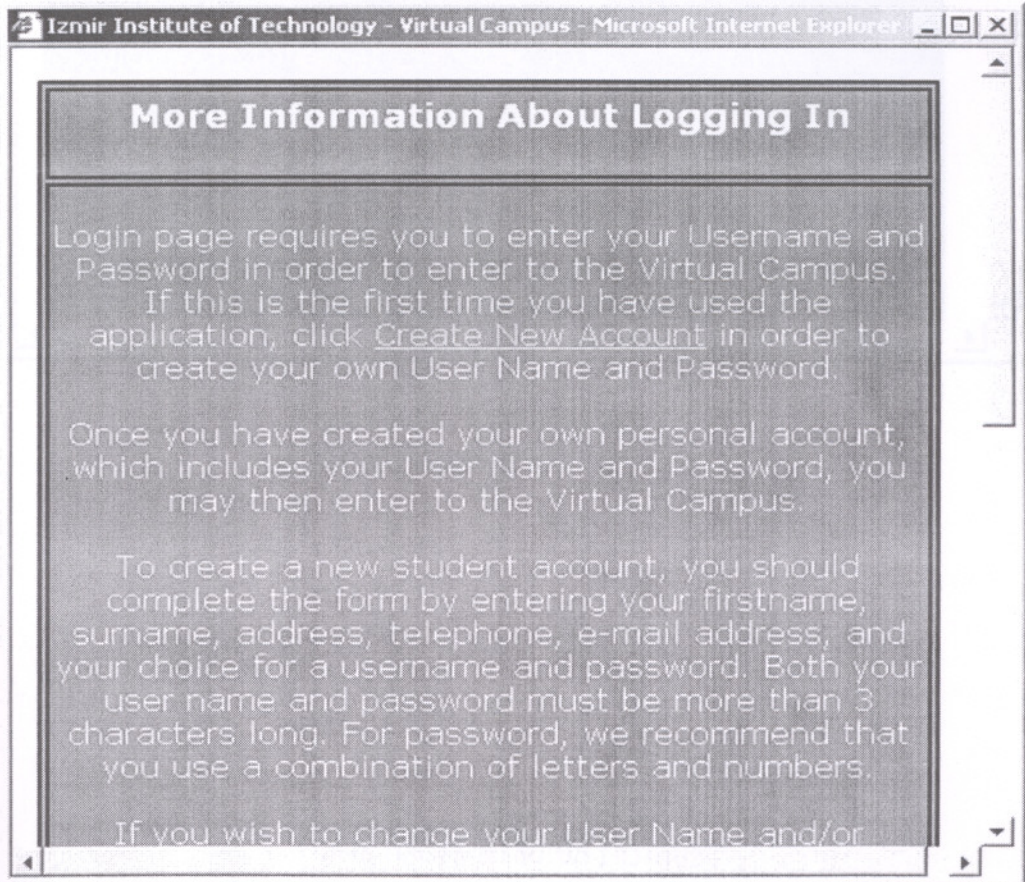 Izmir Institute of Technology - Virtual Campus - Microsoft Internet Explorer
More Information About Logging In
Login page requires you to enter your Username and
Password in order to enter to the Virtual Campus.
If this is the first time you have used the
application, click Create New Account in order to
create your own User Name and Password.
Once you have created your own personal account,
which includes your User Name and Password, you
may then enter to the Virtual Campus.
To create a new student account, you should
complete the form by entering your firstname,
surname, address, telephone, e-mail address, and
your choice for a username and password. Both your
user name and password must be more than 3
characters long. For password, we recommend that
you use a combination of letters and numbers.
If you wish to change your User Name and/or